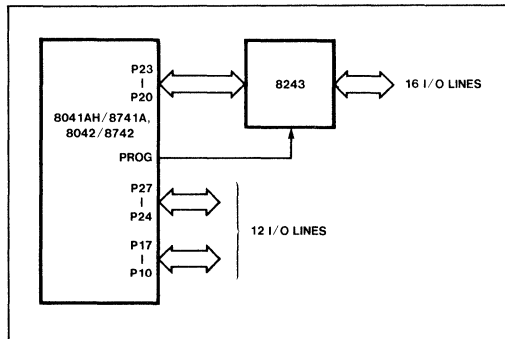 P23
I
P20
8243
16 I/O LINES
8041AH/8741A,
8042/8742
PROG
P27
I
P24
12 I/O LINES
P17
I
P10